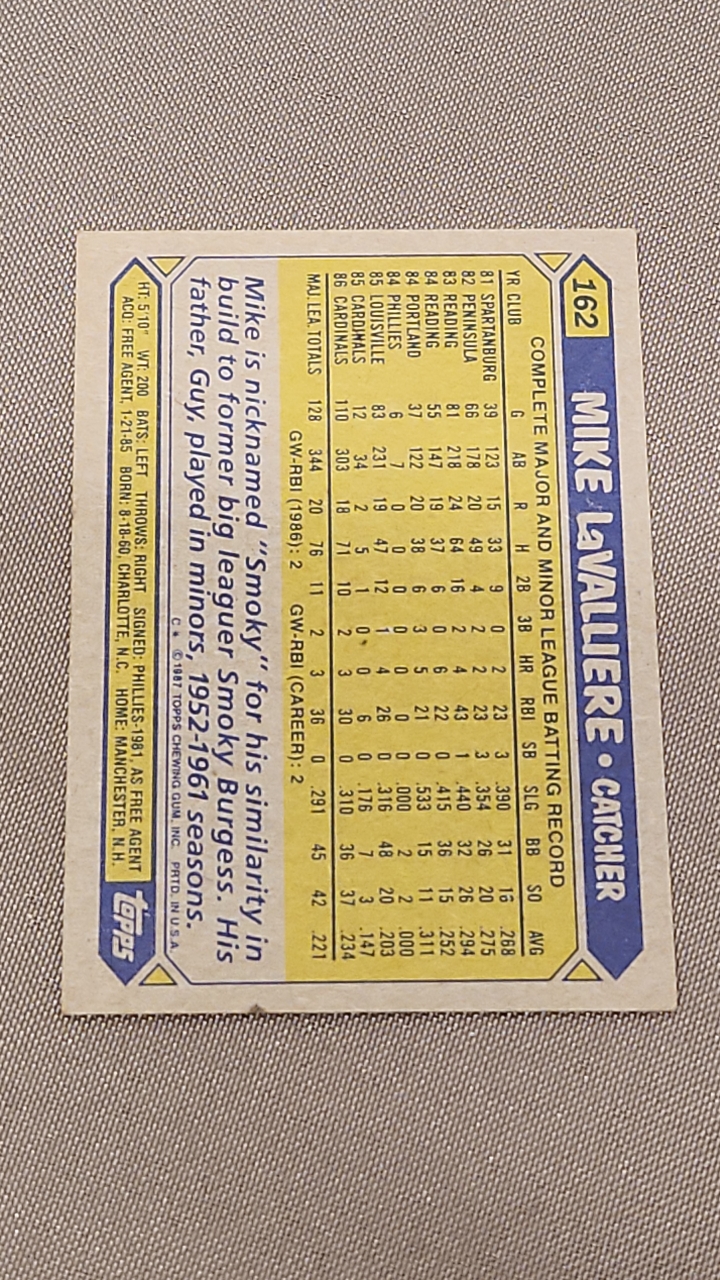 162
MIKE LaVALLIERE • CATCHER
COMPLETE MAJOR AND MINOR LEAGUE BATTING RECORD
YR CLUB G AB R H 2B 3B HR RBI SB SLG BB SO AVG
81 SPARTANBURG 39 123 15 33 9 0 2 23 3 .390 31 16 .268
82 PENINSULA 66 178 20 49 4 2 2 23 3 .354 26 20 .275
83 READING 81 218 24 64 16 2 4 43 1 .440 32 26 .294
84 READING 55 147 19 37 6 0 6 22 0 .415 36 15 .252
84 PORTLAND 37 122 20 38 6 3 5 21 0 .533 15 11 .311
84 PHILLIES 6 7 0 0 0 0 0 0 0 .000 2 2 .000
85 LOUISVILLE 83 231 19 47 12 1 4 26 0 .316 48 20 .203
85 CARDINALS 12 34 2 5 1 0 0 6 0 .176 7 3 .147
86 CARDINALS 110 303 18 71 10 2 3 30 0 .310 36 37 .234
MAJ. LEA. TOTALS 128 344 20 76 11 2 3 36 0 .291 45 42 .221
GW-RBI (1986): 2 GW-RBI (CAREER): 2
Mike is nicknamed "Smoky" for his similarity in
build to former big leaguer Smoky Burgess. His
father, Guy, played in minors, 1952-1961 seasons.
C* ©1987 TOPPS CHEWING GUM, INC. PRTD. IN U.S.A.
HT: 5'10" WT: 200 BATS: LEFT THROWS: RIGHT SIGNED: PHILLIES-1981, AS FREE AGENT
ACQ: FREE AGENT, 1-21-85 BORN: 8-18-60, CHARLOTTE, N.C. HOME: MANCHESTER, N.H.
topps